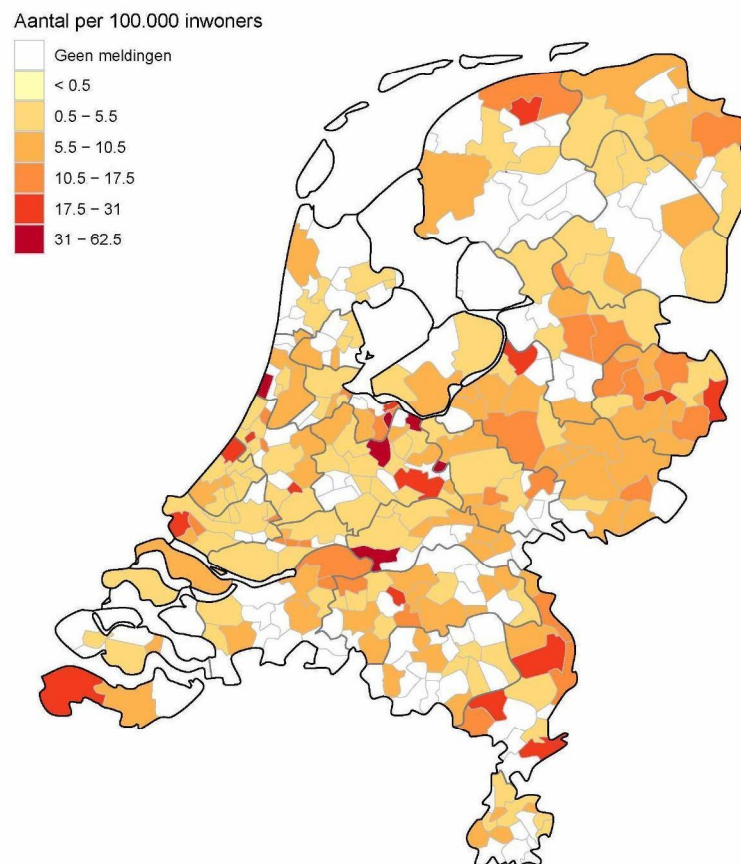 Aantal per 100.000 inwoners
Geen meldingen
< 0.5
0.5 – 5.5
5.5 – 10.5
10.5 – 17.5
17.5 – 31
31 – 62.5